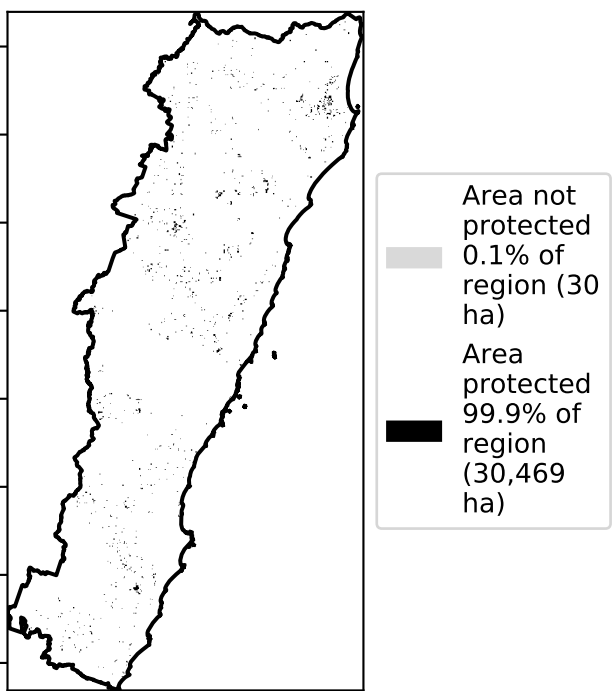 Area not
protected
0.1% of
region (30
ha)
Area
protected
99.9% of
region
(30,469
ha)